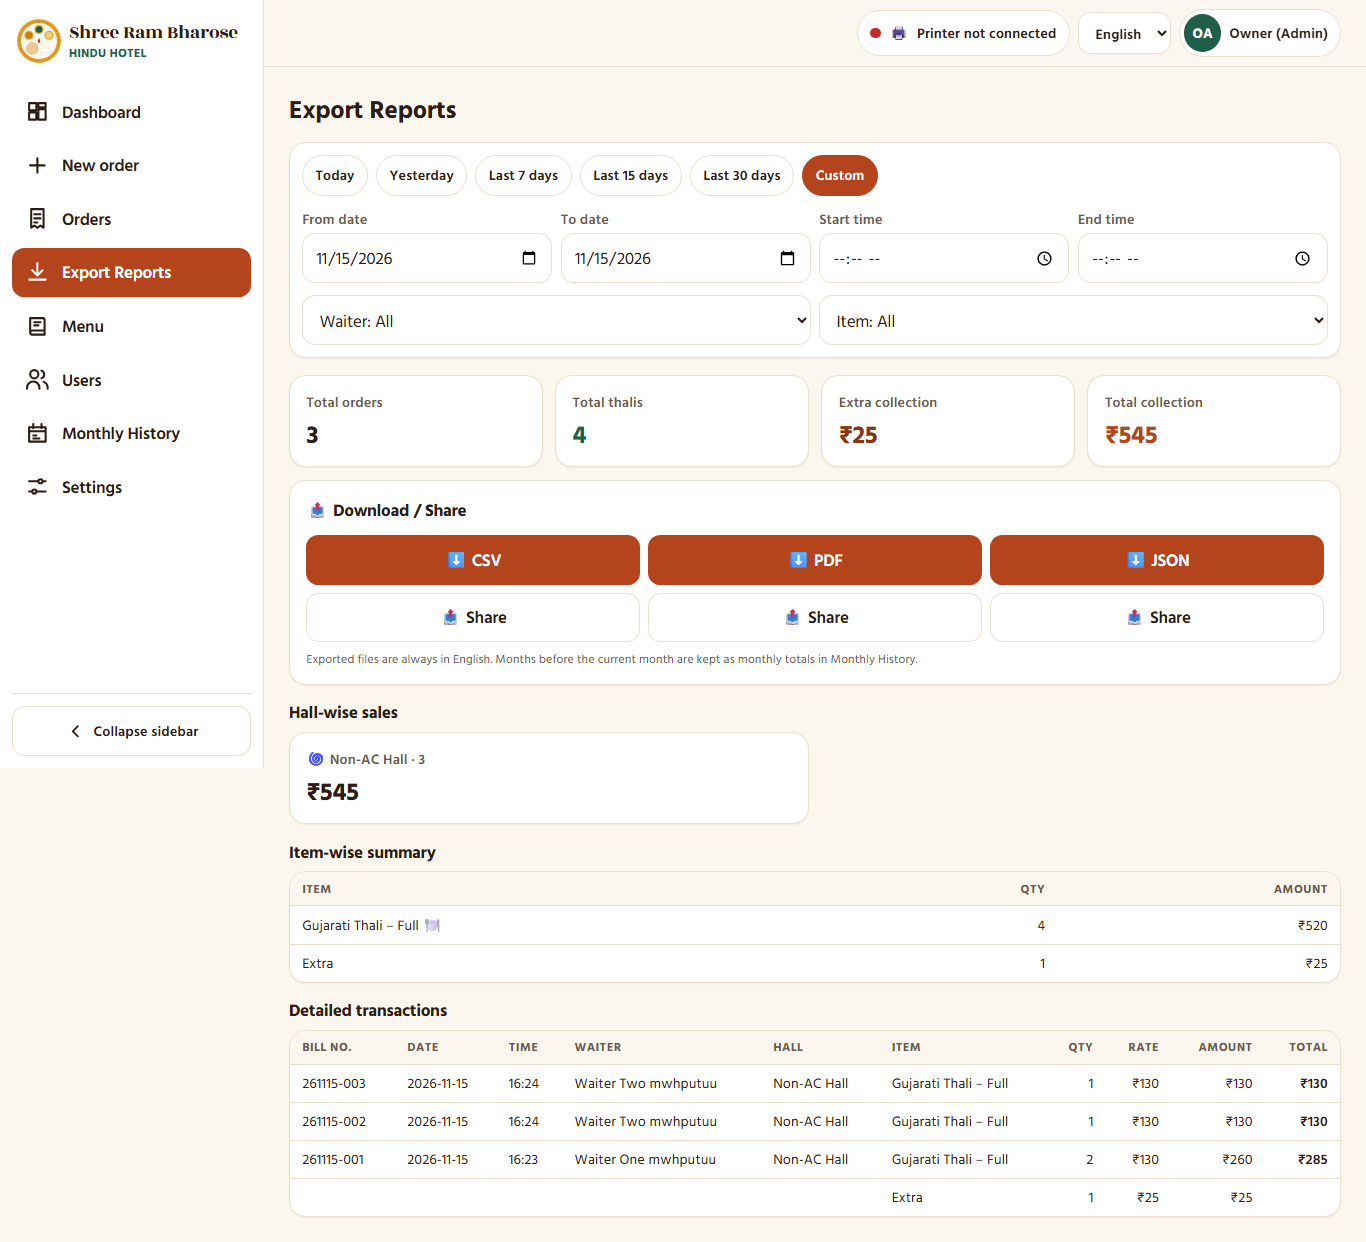 Shree Ram Bharose
HINDU HOTEL
Printer not connected
English
OA
Owner (Admin)
Dashboard
New order
Orders
Export Reports
Menu
Users
Monthly History
Settings
Collapse sidebar
Export Reports
Today
Yesterday
Last 7 days
Last 15 days
Last 30 days
Custom
From date
To date
Start time
End time
11/15/2026
11/15/2026
--:-- --
--:-- --
Waiter: All
Item: All
Total orders
3
Total thalis
4
Extra collection
₹25
Total collection
₹545
Download / Share
CSV
PDF
JSON
Share
Share
Share
Exported files are always in English. Months before the current month are kept as monthly totals in Monthly History.
Hall-wise sales
Non-AC Hall · 3
₹545
Item-wise summary
ITEM QTY AMOUNT
Gujarati Thali – Full 4 ₹520
Extra 1 ₹25
Detailed transactions
BILL NO. DATE TIME WAITER HALL ITEM QTY RATE AMOUNT TOTAL
261115-003 2026-11-15 16:24 Waiter Two mwhputuu Non-AC Hall Gujarati Thali – Full 1 ₹130 ₹130 ₹130
261115-002 2026-11-15 16:24 Waiter Two mwhputuu Non-AC Hall Gujarati Thali – Full 1 ₹130 ₹130 ₹130
261115-001 2026-11-15 16:23 Waiter One mwhputuu Non-AC Hall Gujarati Thali – Full 2 ₹130 ₹260 ₹285
Extra 1 ₹25 ₹25